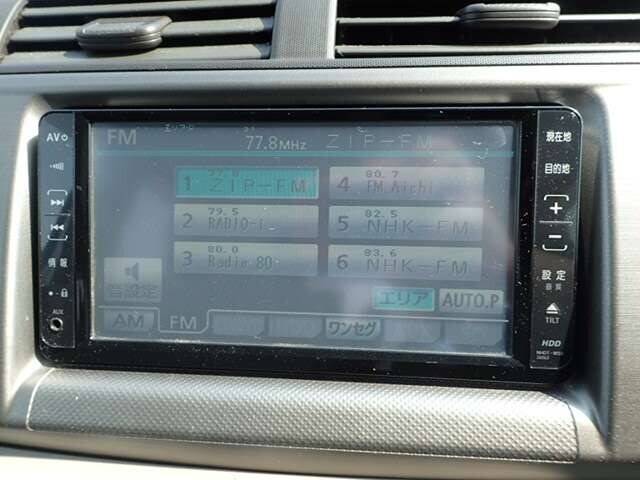 AV
FM
77.8MHz ZIP-FM
現在地
目的地
77.8
1 ZIP-FM
80.7
4 FM Aichi
79.5
2 RADIO-i
82.5
5 NHK-FM
80.0
3 Radio 80
83.6
6 NHK-FM
情報
音設定
設定
音質
エリア AUTO.P
AM FM ワンセグ
AUX
TILT
HDD